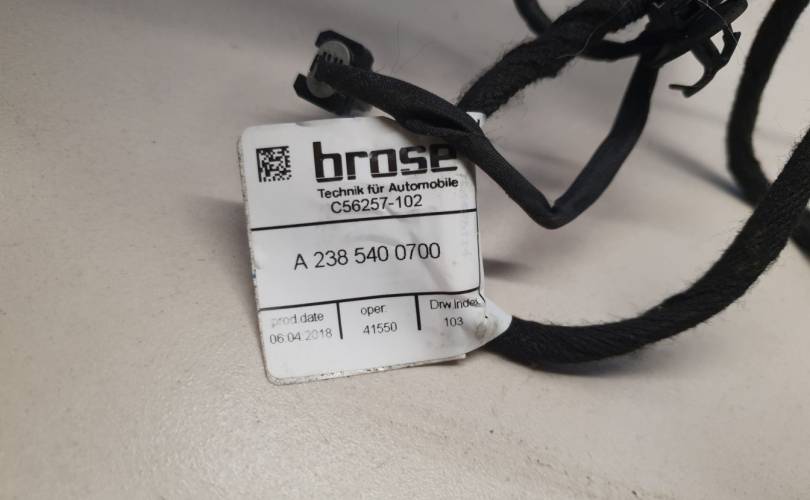 brose
Technik für Automobile
C56257-102
A 238 540 0700
prod.date
06.04.2018
oper.
41550
Drw.Index
103